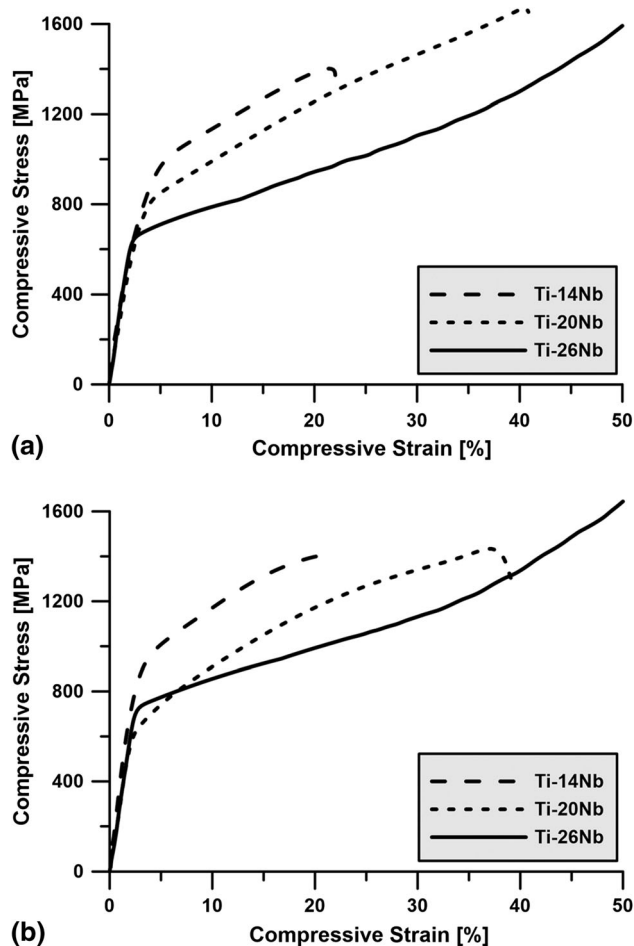 1600
1200
800
400
0
Compressive Stress [MPa]
Ti-14Nb
Ti-20Nb
Ti-26Nb
0 10 20 30 40 50
(a)
Compressive Strain [%]
1600
1200
800
400
0
Compressive Stress [MPa]
Ti-14Nb
Ti-20Nb
Ti-26Nb
0 10 20 30 40 50
(b)
Compressive Strain [%]